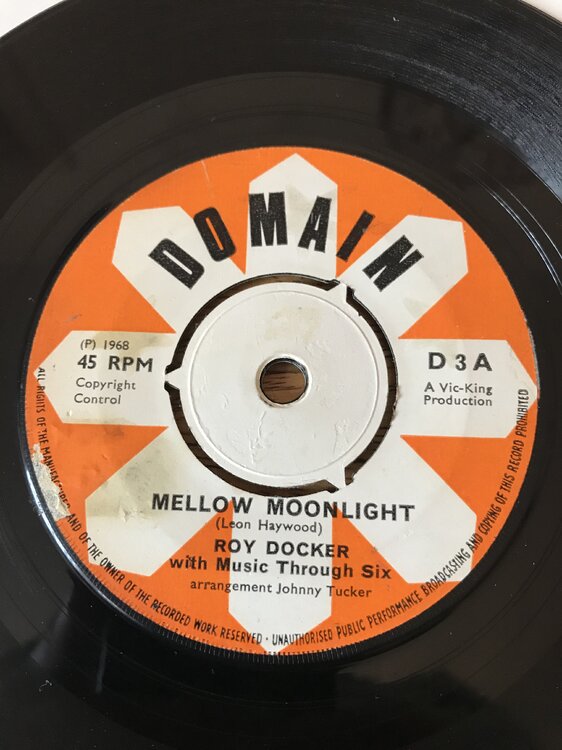 DOMAIN
(P) 1968
45 RPM
Copyright
Control
D 3 A
A Vic-King
Production
MELLOW MOONLIGHT
(Leon Haywood)
ROY DOCKER
with Music Through Six
arrangement Johnny Tucker
ALL RIGHTS OF THE MANUFACTURER AND OF THE OWNER OF THE RECORDED WORK RESERVED · UNAUTHORISED PUBLIC PERFORMANCE BROADCASTING AND COPYING OF THIS RECORD PROHIBITED